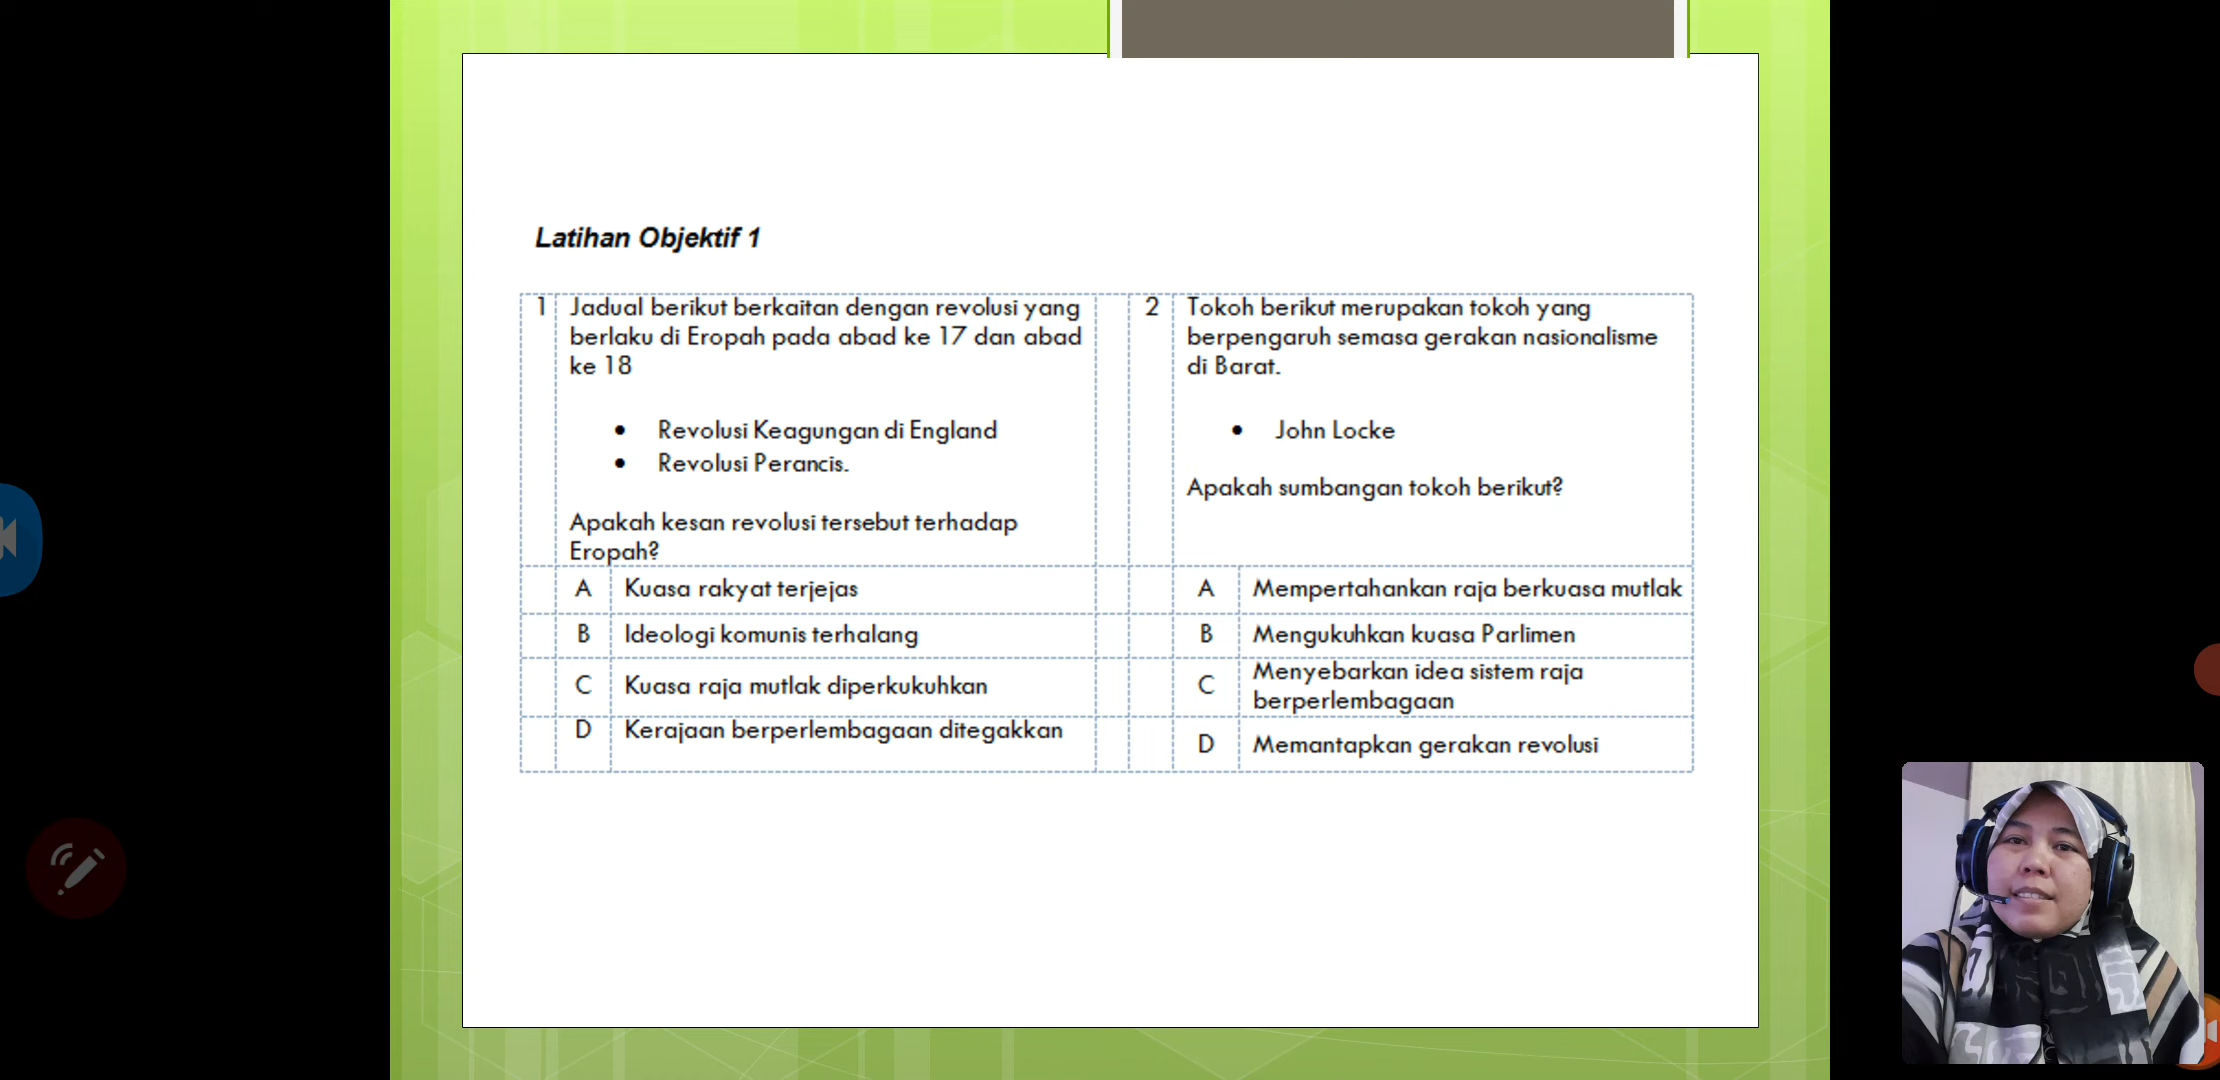 Latihan Objektif 1
1 Jadual berikut berkaitan dengan revolusi yang
berlaku di Eropah pada abad ke 17 dan abad
ke 18
• Revolusi Keagungan di England
• Revolusi Perancis.
Apakah kesan revolusi tersebut terhadap
Eropah?
A Kuasa rakyat terjejas
B Ideologi komunis terhalang
C Kuasa raja mutlak diperkukuhkan
D Kerajaan berperlembagaan ditegakkan
2 Tokoh berikut merupakan tokoh yang
berpengaruh semasa gerakan nasionalisme
di Barat.
• John Locke
Apakah sumbangan tokoh berikut?
A Mempertahankan raja berkuasa mutlak
B Mengukuhkan kuasa Parlimen
C Menyebarkan idea sistem raja
berperlembagaan
D Memantapkan gerakan revolusi